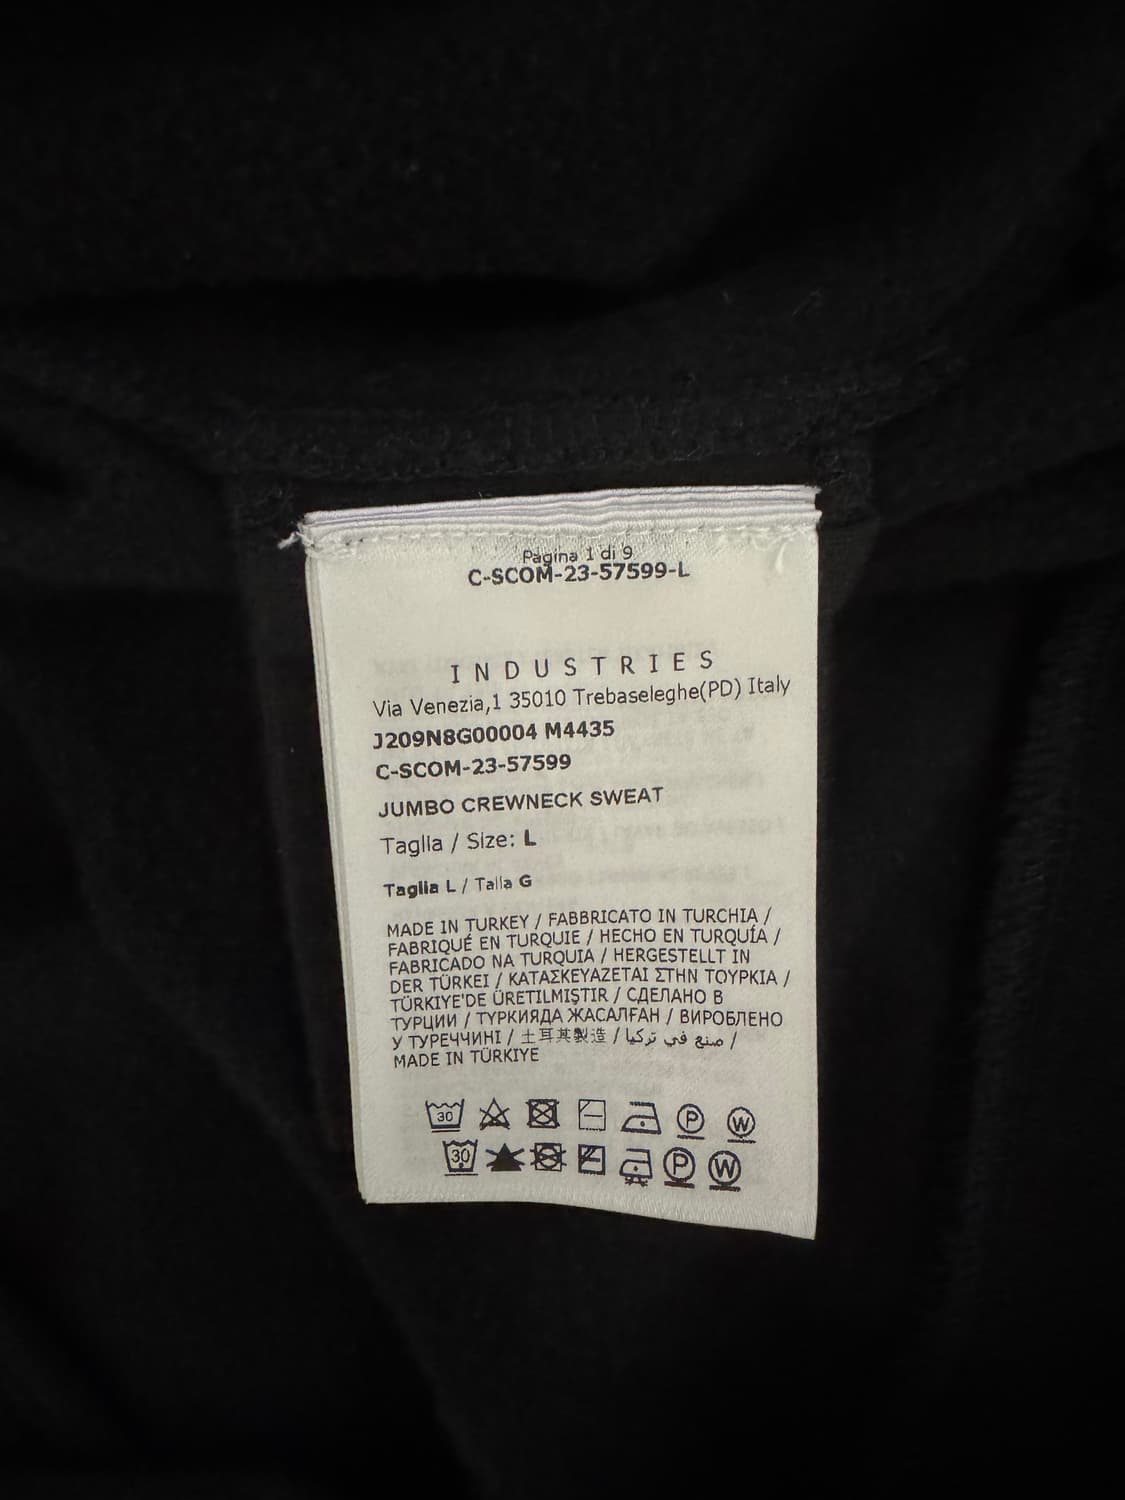 Pagina 1 di 9
C-SCOM-23-57599-L
INDUSTRIES
Via Venezia,1 35010 Trebaseleghe(PD) Italy
J209N8G00004 M4435
C-SCOM-23-57599
JUMBO CREWNECK SWEAT
Taglia / Size: L
Taglia L / Talla G
MADE IN TURKEY / FABBRICATO IN TURCHIA /
FABRIQUÉ EN TURQUIE / HECHO EN TURQUÍA /
FABRICADO NA TURQUIA / HERGESTELLT IN
DER TÜRKEI / ΚΑΤΑΣΚΕΥΑΖΕΤΑΙ ΣΤΗΝ ΤΟΥΡΚΙΑ /
TÜRKIYE'DE ÜRETILMIŞTIR / СДЕЛАНО В
ТУРЦИИ / ТҮРКИЯДА ЖАСАЛҒАН / ВИРОБЛЕНО
У ТУРЕЧЧИНІ / 土耳其製造 / صنع في تركيا /
MADE IN TÜRKIYE
30 P W
30 P W